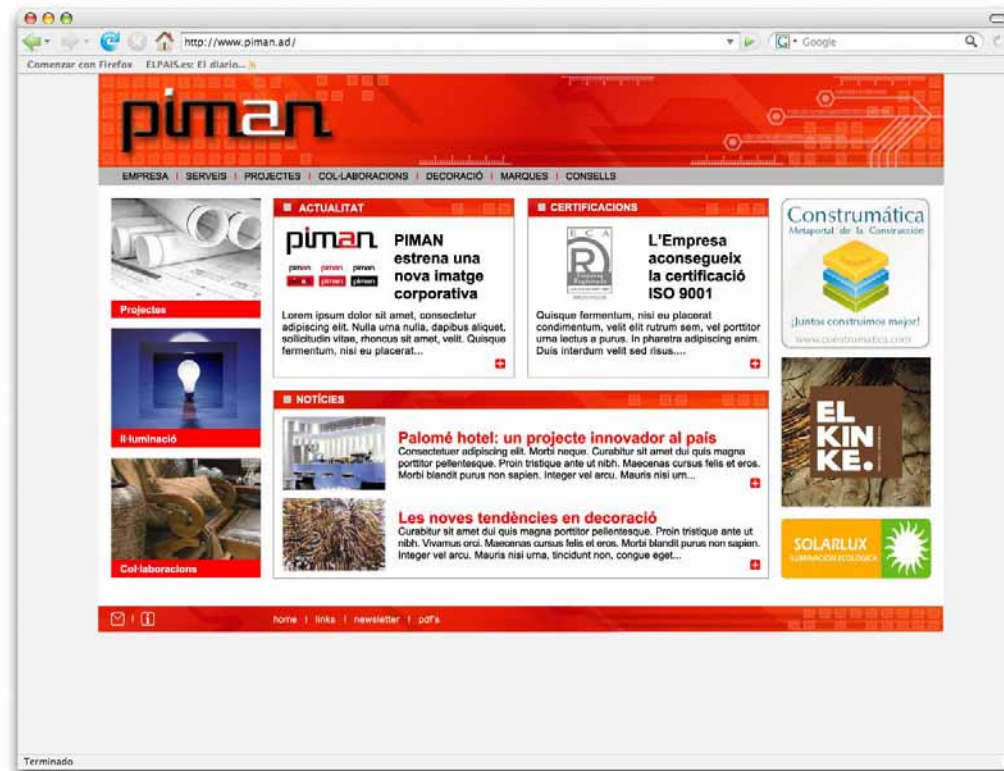 http://www.piman.ad/
Google
Comenzar con Firefox ELPAIS.es: El diario...
piman
EMPRESA | SERVEIS | PROJECTES | COL·LABORACIONS | DECORACIÓ | MARQUES | CONSELLS
Projectes
Il·luminació
Col·laboracions
ACTUALITAT
piman
piman piman piman
piman piman piman
PIMAN
estrena una
nova imatge
corporativa
Lorem ipsum dolor sit amet, consectetur
adipiscing elit. Nulla urna nulla, dapibus aliquet,
sollicitudin vitae, rhoncus sit amet, velit. Quisque
fermentum, nisi eu placerat...
CERTIFICACIONS
E C A
R
L'Empresa
aconsegueix
la certificació
ISO 9001
Quisque fermentum, nisi eu placerat
condimentum, velit elit rutrum sem, vel porttitor
urna lectus a purus. In pharetra adipiscing enim.
Duis interdum velit sed risus....
NOTÍCIES
Palomé hotel: un projecte innovador al país
Consectetuer adipiscing elit. Morbi neque. Curabitur sit amet dui quis magna
porttitor pellentesque. Proin tristique ante ut nibh. Maecenas cursus felis et eros.
Morbi blandit purus non sapien. Integer vel arcu. Mauris nisi urn...
Les noves tendències en decoració
Curabitur sit amet dui quis magna porttitor pellentesque. Proin tristique ante ut
nibh. Vivamus orci. Maecenas cursus felis et eros. Morbi blandit purus non sapien.
Integer vel arcu. Mauris nisi urna, tincidunt non, congue eget...
Construmática
Metaportal de la Construcción
¡Juntos construimos mejor!
www.construmatica.com
EL
KIN
KE.
SOLARLUX
ILUMINACIÓN ECOLÓGICA
home | links | newsletter | pdf's
Terminado